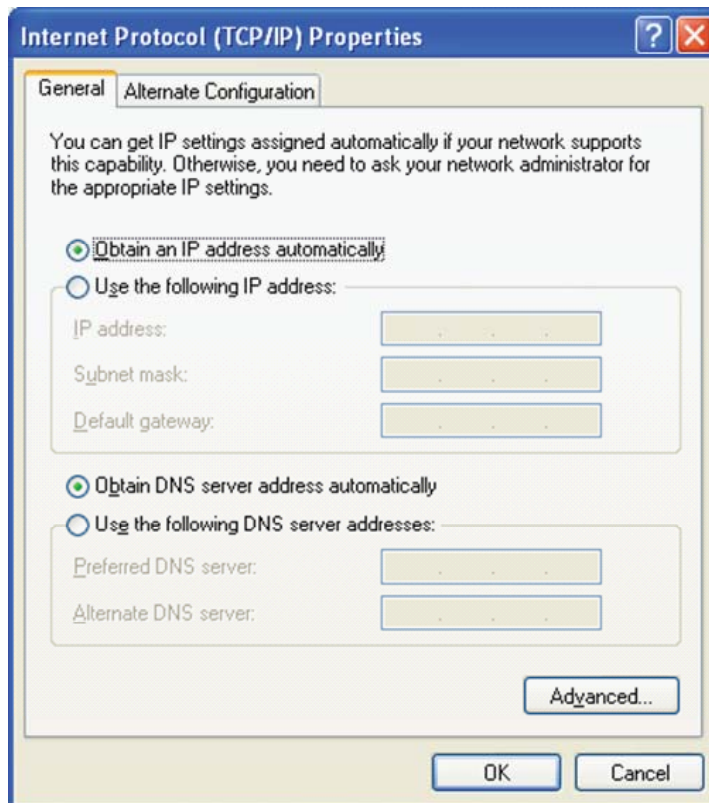 Internet Protocol (TCP/IP) Properties
General
Alternate Configuration
You can get IP settings assigned automatically if your network supports
this capability. Otherwise, you need to ask your network administrator for
the appropriate IP settings.
Obtain an IP address automatically
Use the following IP address:
IP address:
Subnet mask:
Default gateway:
Obtain DNS server address automatically
Use the following DNS server addresses:
Preferred DNS server:
Alternate DNS server:
Advanced...
OK
Cancel